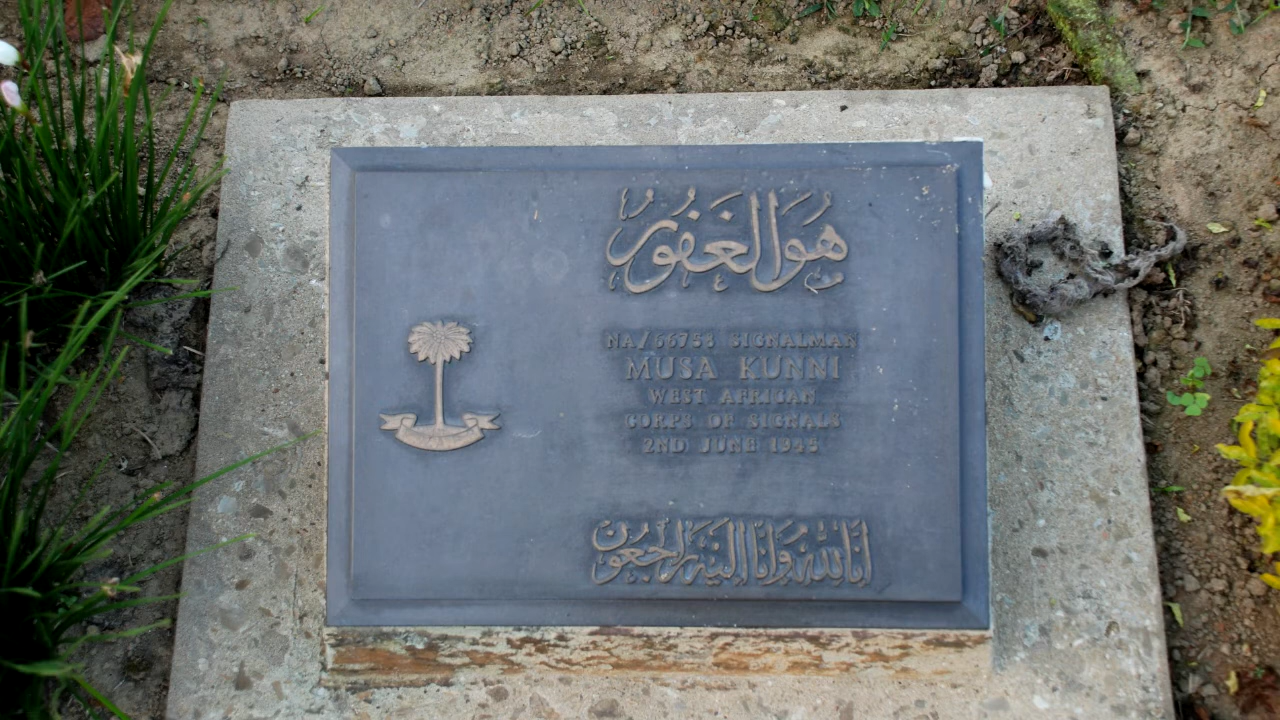 هو الغفور
NA/56753 SIGNALMAN
MUSA KUNNI
WEST AFRICAN
CORPS OF SIGNALS
2ND JUNE 1945
انا لله وانا اليه راجعون